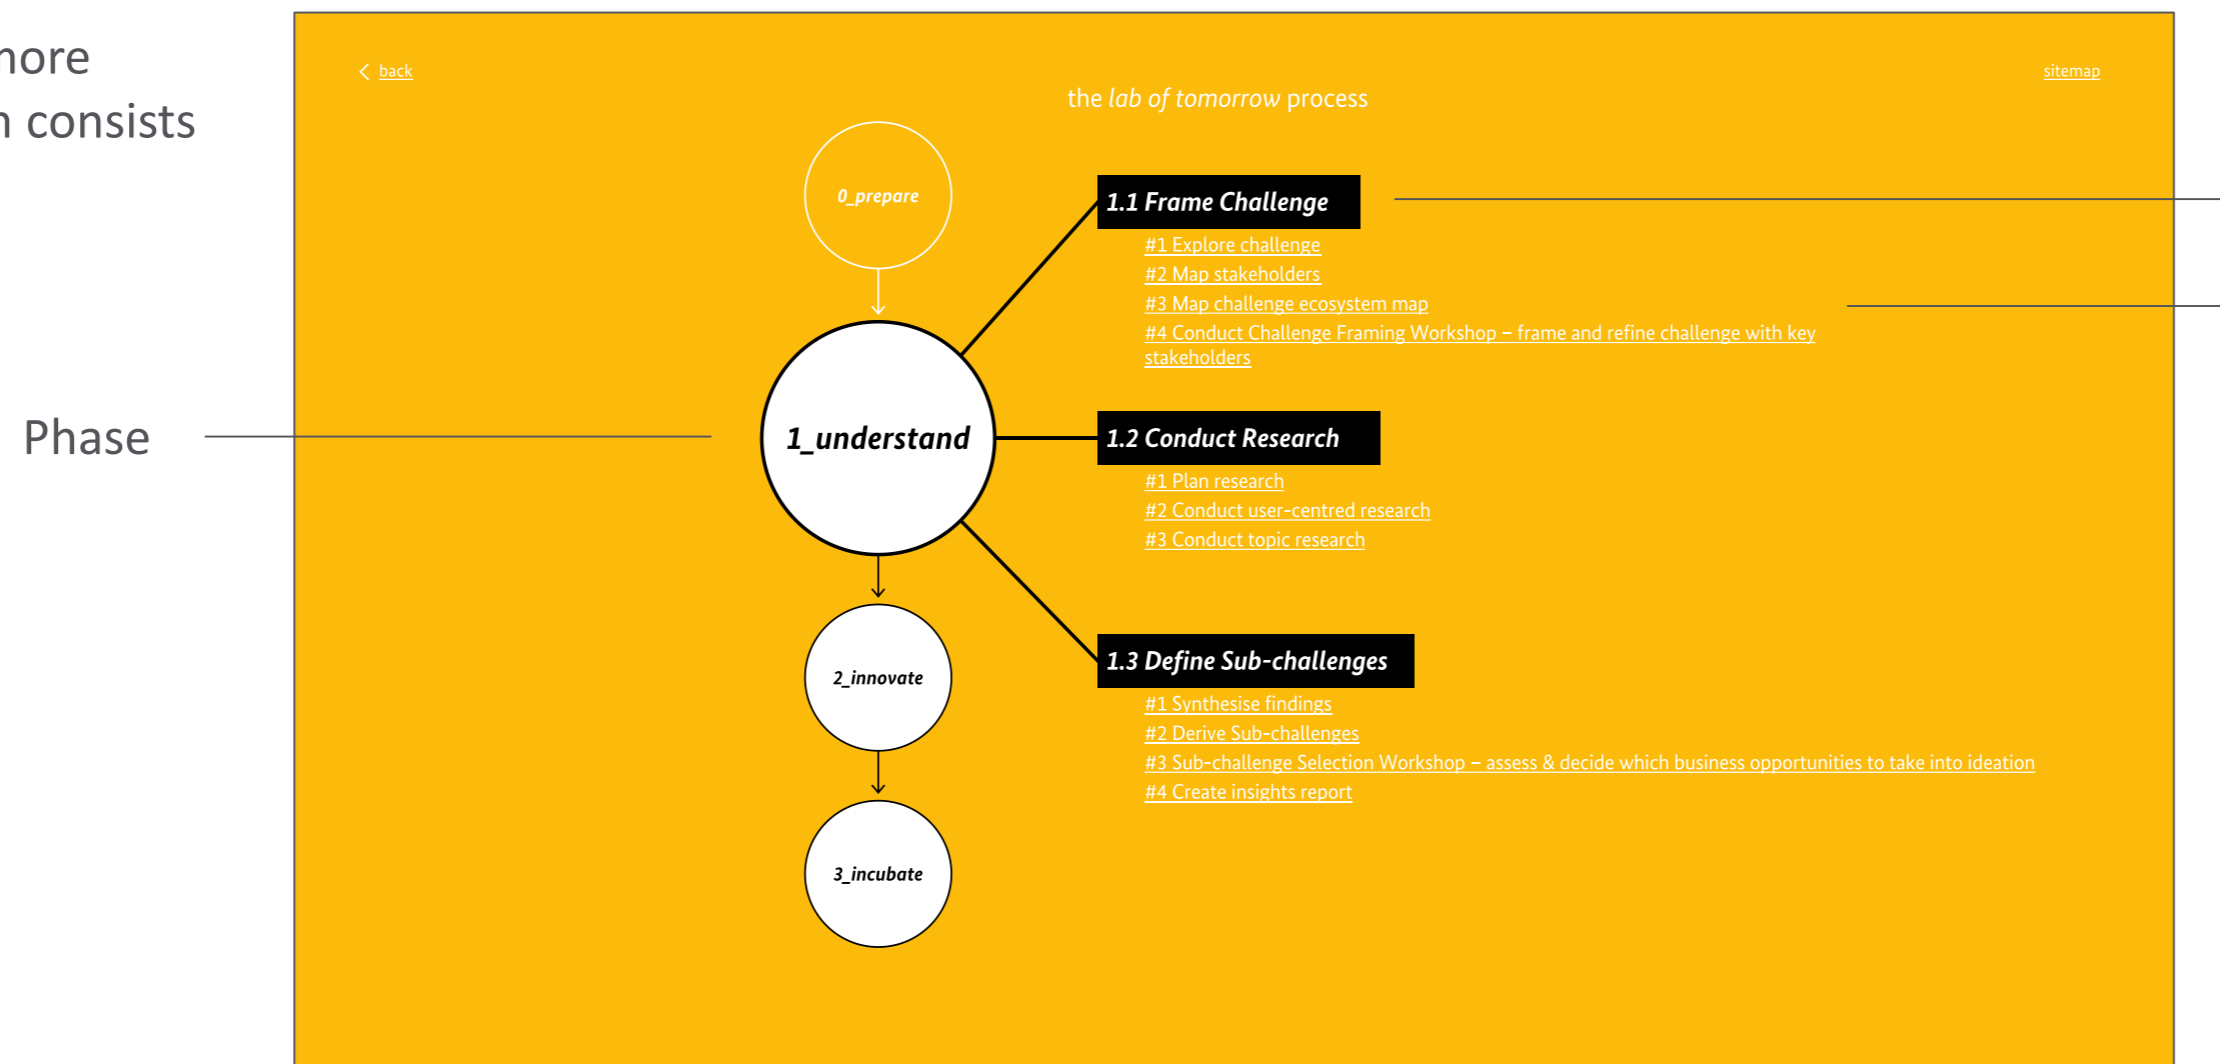 more
consists
back
sitemap
the lab of tomorrow process
0_prepare
1.1 Frame Challenge
#1 Explore challenge
#2 Map stakeholders
#3 Map challenge ecosystem map
#4 Conduct Challenge Framing Workshop – frame and refine challenge with key
stakeholders
Phase
1_understand
1.2 Conduct Research
#1 Plan research
#2 Conduct user-centred research
#3 Conduct topic research
1.3 Define Sub-challenges
2_innovate
#1 Synthesise findings
#2 Derive Sub-challenges
#3 Sub-challenge Selection Workshop – assess & decide which business opportunities to take into ideation
#4 Create insights report
3_incubate